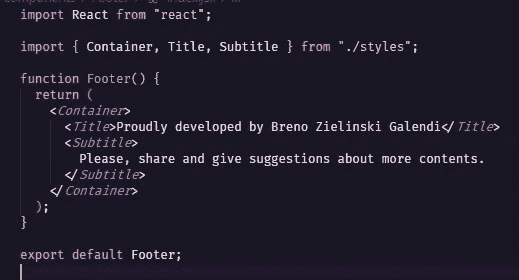 import React from "react";
import { Container, Title, Subtitle } from "./styles";
function Footer() {
return (
<Container>
<Title>Proudly developed by Breno Zielinski Galendi</Title>
<Subtitle>
Please, share and give suggestions about more contents.
</Subtitle>
</Container>
);
}
export default Footer;